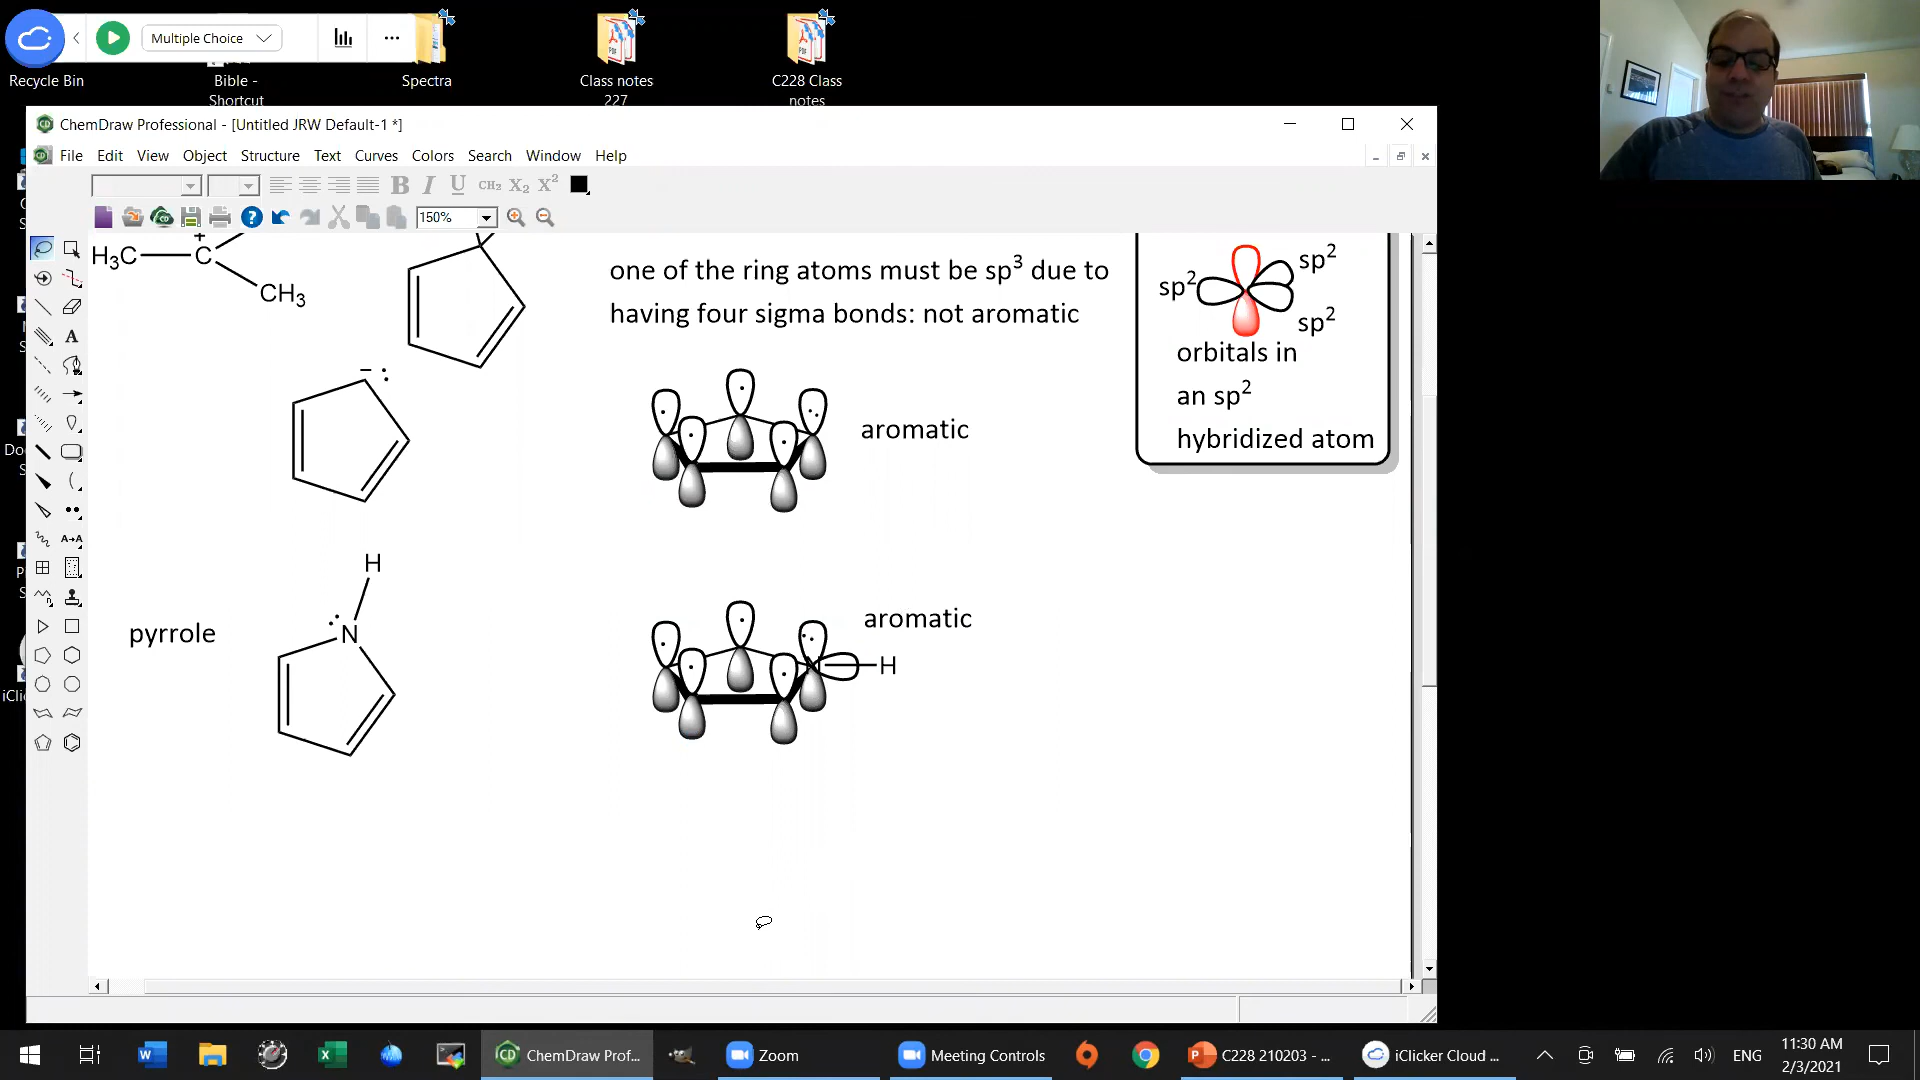 Multiple Choice
Recycle Bin
Bible -
Shortcut
Spectra
Class notes
227
C228 Class
notes
ChemDraw Professional - [Untitled JRW Default-1 *]
File Edit View Object Structure Text Curves Colors Search Window Help
B I U CH₂ X₂ X²
150%
A
A→A
H₃C C CH₃
+
one of the ring atoms must be sp³ due to
having four sigma bonds: not aromatic
sp²
sp²
sp²
orbitals in
an sp²
hybridized atom
− :
aromatic
pyrrole
H
N
aromatic
H
ChemDraw Prof...
Zoom
Meeting Controls
C228 210203 - ...
iClicker Cloud ...
ENG
11:30 AM
2/3/2021